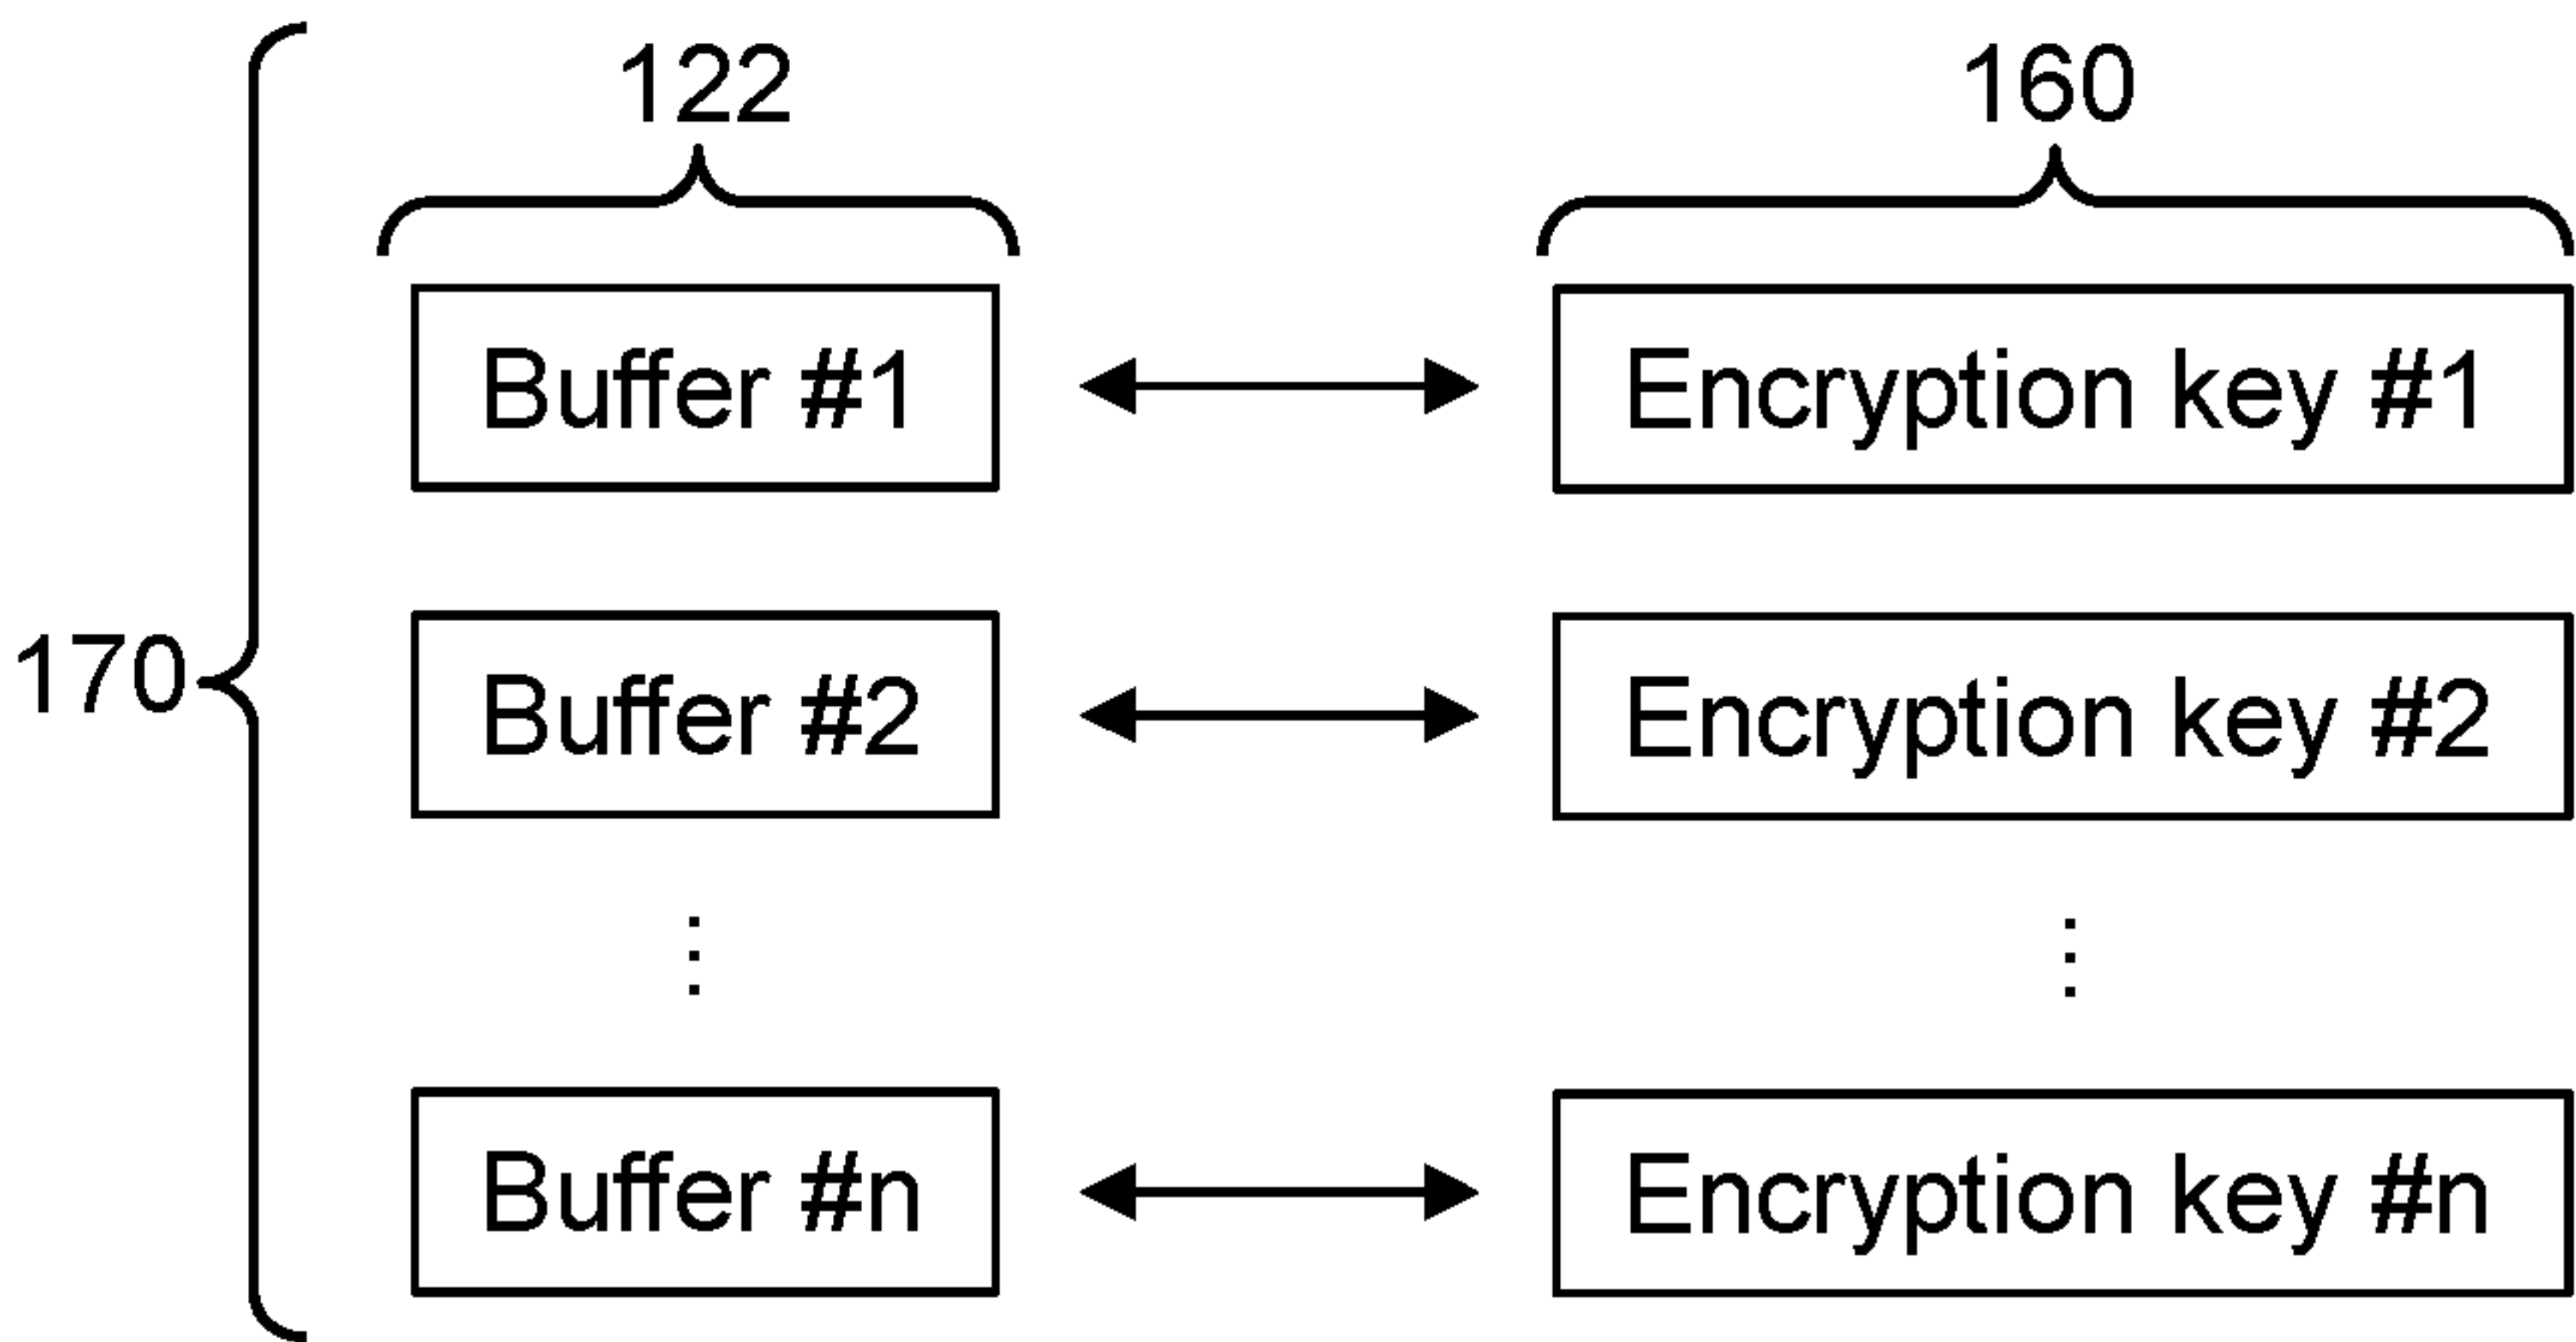 122 160
Buffer #1 Encryption key #1
170
Buffer #2 Encryption key #2
Buffer #n Encryption key #n